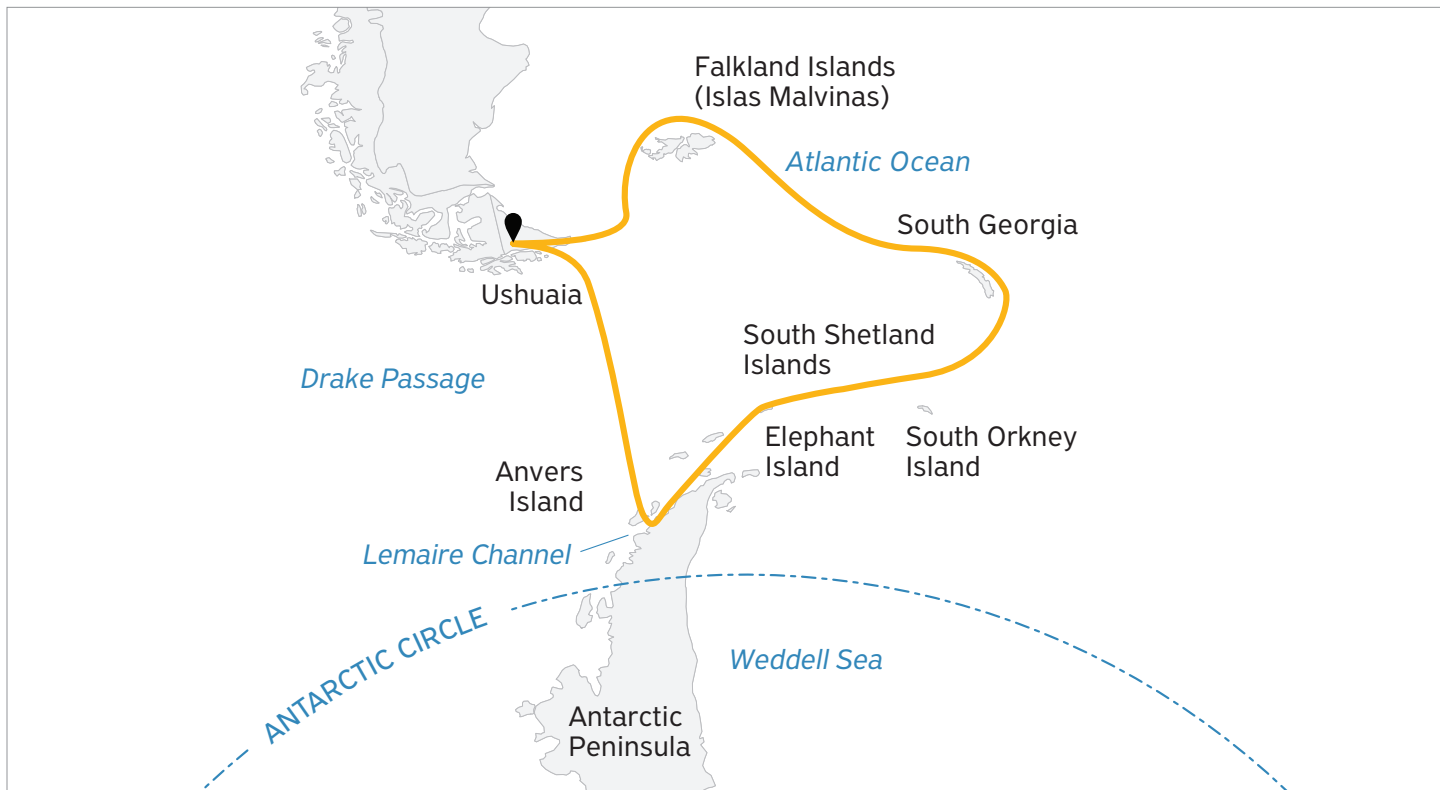 Falkland Islands
(Islas Malvinas)
Atlantic Ocean
South Georgia
Ushuaia
South Shetland
Islands
Drake Passage
Elephant
Island
South Orkney
Island
Anvers
Island
Lemaire Channel
ANTARCTIC CIRCLE
Weddell Sea
Antarctic
Peninsula